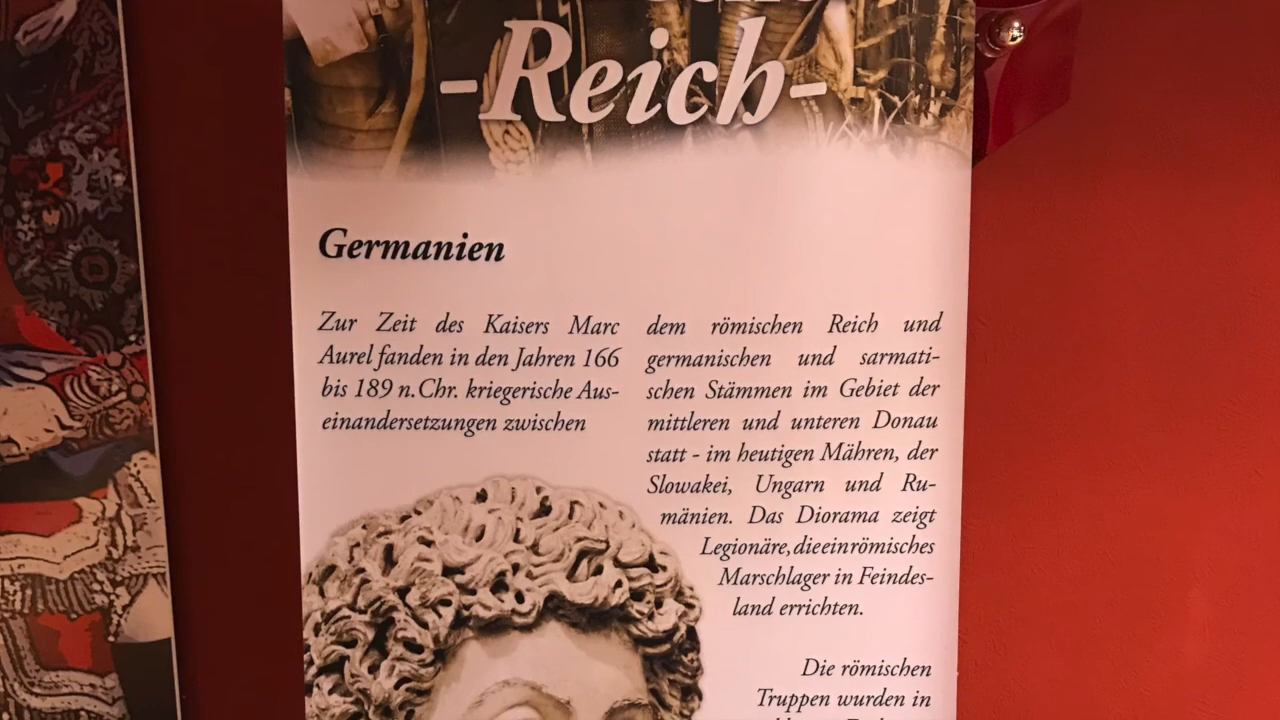 -Reich-
Germanien
Zur Zeit des Kaisers Marc
Aurel fanden in den Jahren 166
bis 189 n.Chr. kriegerische Aus-
einandersetzungen zwischen
dem römischen Reich und
germanischen und sarmati-
schen Stämmen im Gebiet der
mittleren und unteren Donau
statt - im heutigen Mähren, der
Slowakei, Ungarn und Ru-
mänien. Das Diorama zeigt
Legionäre, die ein römisches
Marschlager in Feindes-
land errichten.
Die römischen
Truppen wurden in